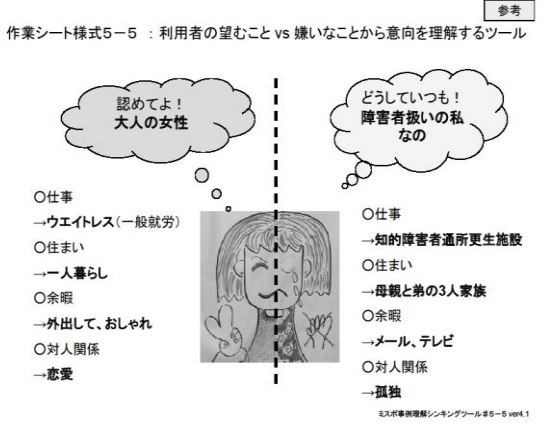 参考
作業シート様式5-5 ：利用者の望むこと vs 嫌いなことから意向を理解するツール
認めてよ！
大人の女性
どうしていつも！
障害者扱いの私
なの
〇仕事
→ウエイトレス（一般就労）
〇住まい
→一人暮らし
〇余暇
→外出して、おしゃれ
〇対人関係
→恋愛
〇仕事
→知的障害者通所更生施設
〇住まい
→母親と弟の3人家族
〇余暇
→メール、テレビ
〇対人関係
→孤独
ミスポ事例理解シンキングツール＃5-5 ver4.1